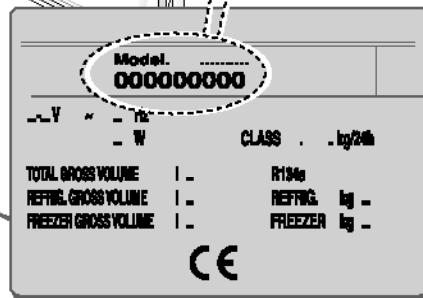 Model. ..........
000000000
_._ V ~ _ Hz
_ W CLASS . . kg/24h
TOTAL GROSS VOLUME l _ R134a
REFRIG. GROSS VOLUME l _ REFRIG. kg _
FREEZER GROSS VOLUME l _ FREEZER kg _
CE